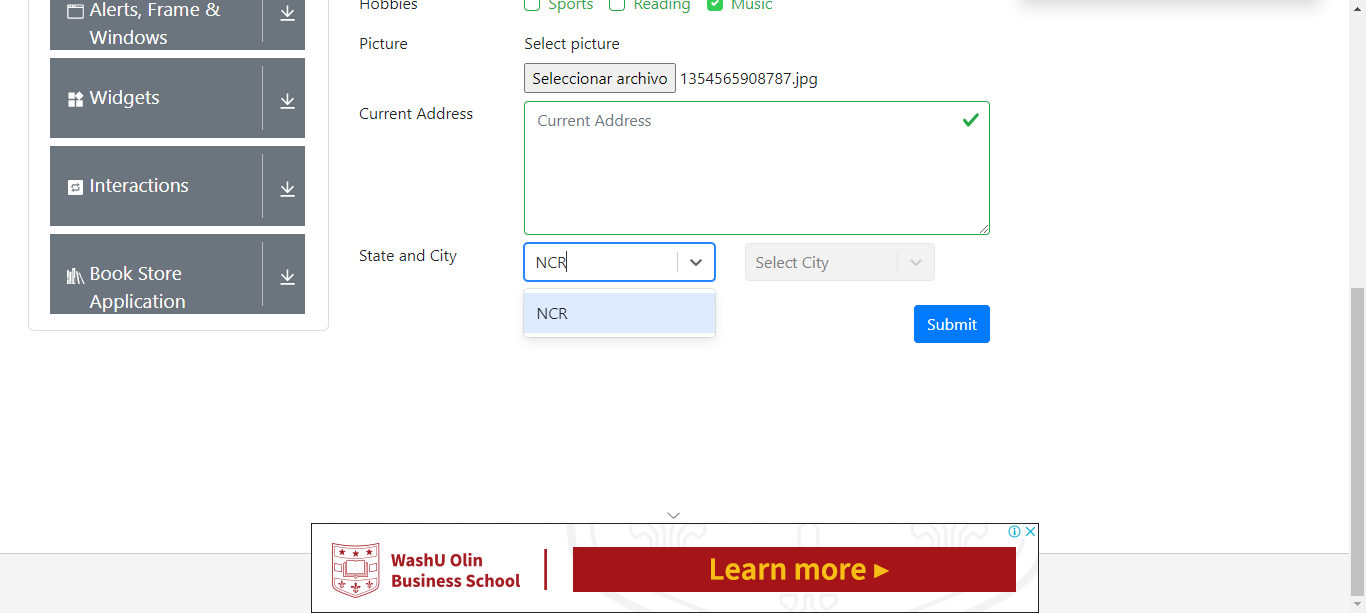 Alerts, Frame &
Windows
Widgets
Interactions
Book Store
Application
Hobbies
Sports
Reading
Music
Picture
Select picture
Seleccionar archivo 1354565908787.jpg
Current Address
Current Address
State and City
NCR
Select City
NCR
Submit
WashU Olin
Business School
Learn more ►